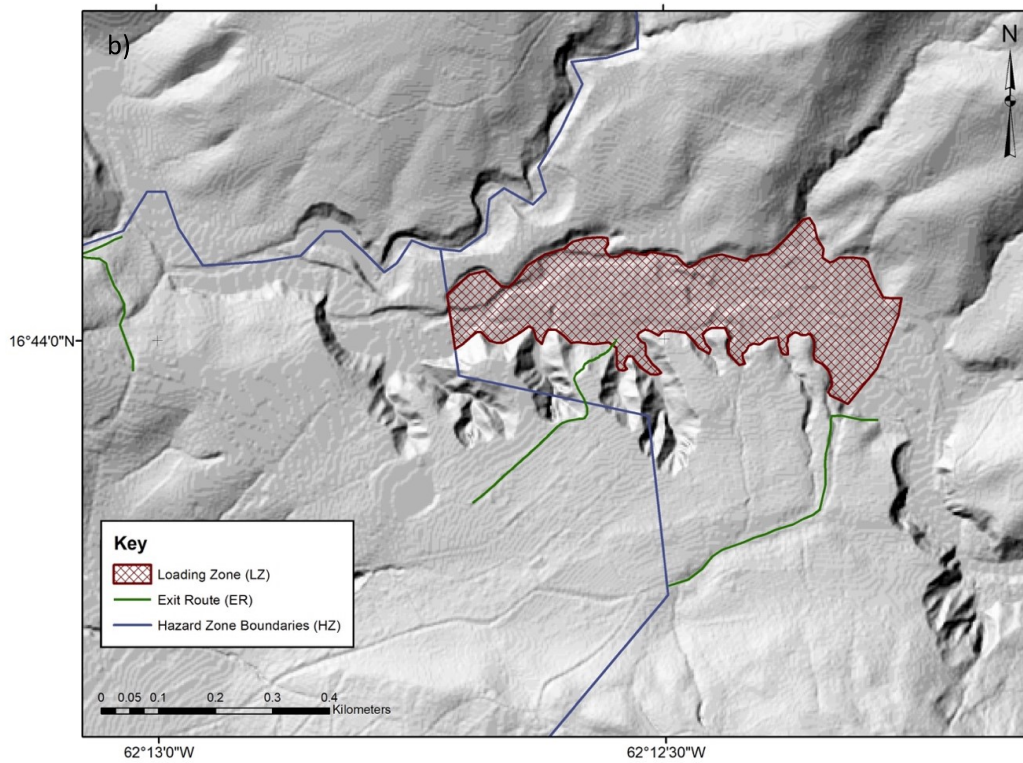 b)
N
16°44'0"N
Key
Loading Zone (LZ)
Exit Route (ER)
Hazard Zone Boundaries (HZ)
0 0.05 0.1 0.2 0.3 0.4
Kilometers
62°13'0"W 62°12'30"W